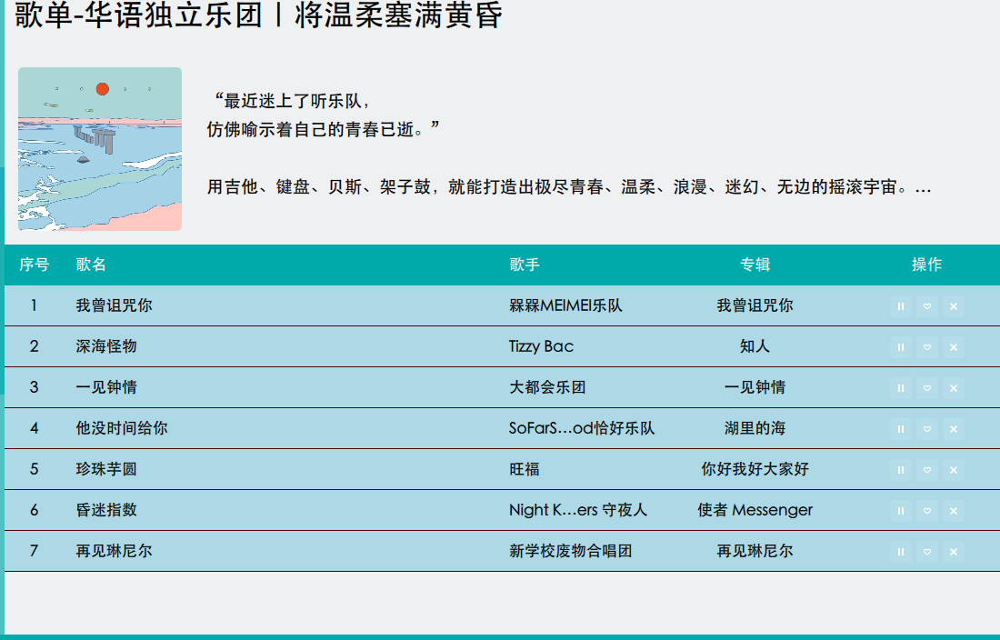 歌单-华语独立乐团丨将温柔塞满黄昏
“最近迷上了听乐队，
仿佛喻示着自己的青春已逝。”
用吉他、键盘、贝斯、架子鼓，就能打造出极尽青春、温柔、浪漫、迷幻、无边的摇滚宇宙。...
序号 歌名 歌手 专辑 操作
1 我曾诅咒你 槑槑MEIMEI乐队 我曾诅咒你
2 深海怪物 Tizzy Bac 知人
3 一见钟情 大都会乐团 一见钟情
4 他没时间给你 SoFarS...od恰好乐队 湖里的海
5 珍珠芋圆 旺福 你好我好大家好
6 昏迷指数 Night K...ers 守夜人 使者 Messenger
7 再见琳尼尔 新学校废物合唱团 再见琳尼尔